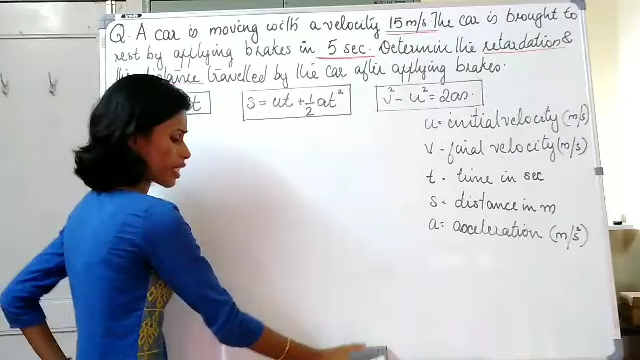 Q. A car is moving with a velocity 15 m/s. The car is brought to
rest by applying brakes in 5 sec. Determine the retardation &
distance travelled by the car after applying brakes.
t S = ut + 1/2 at² v² - u² = 2as.
u = initial velocity (m/s)
v - final velocity (m/s)
t = time in sec
s = distance in m
a = acceleration (m/s²)